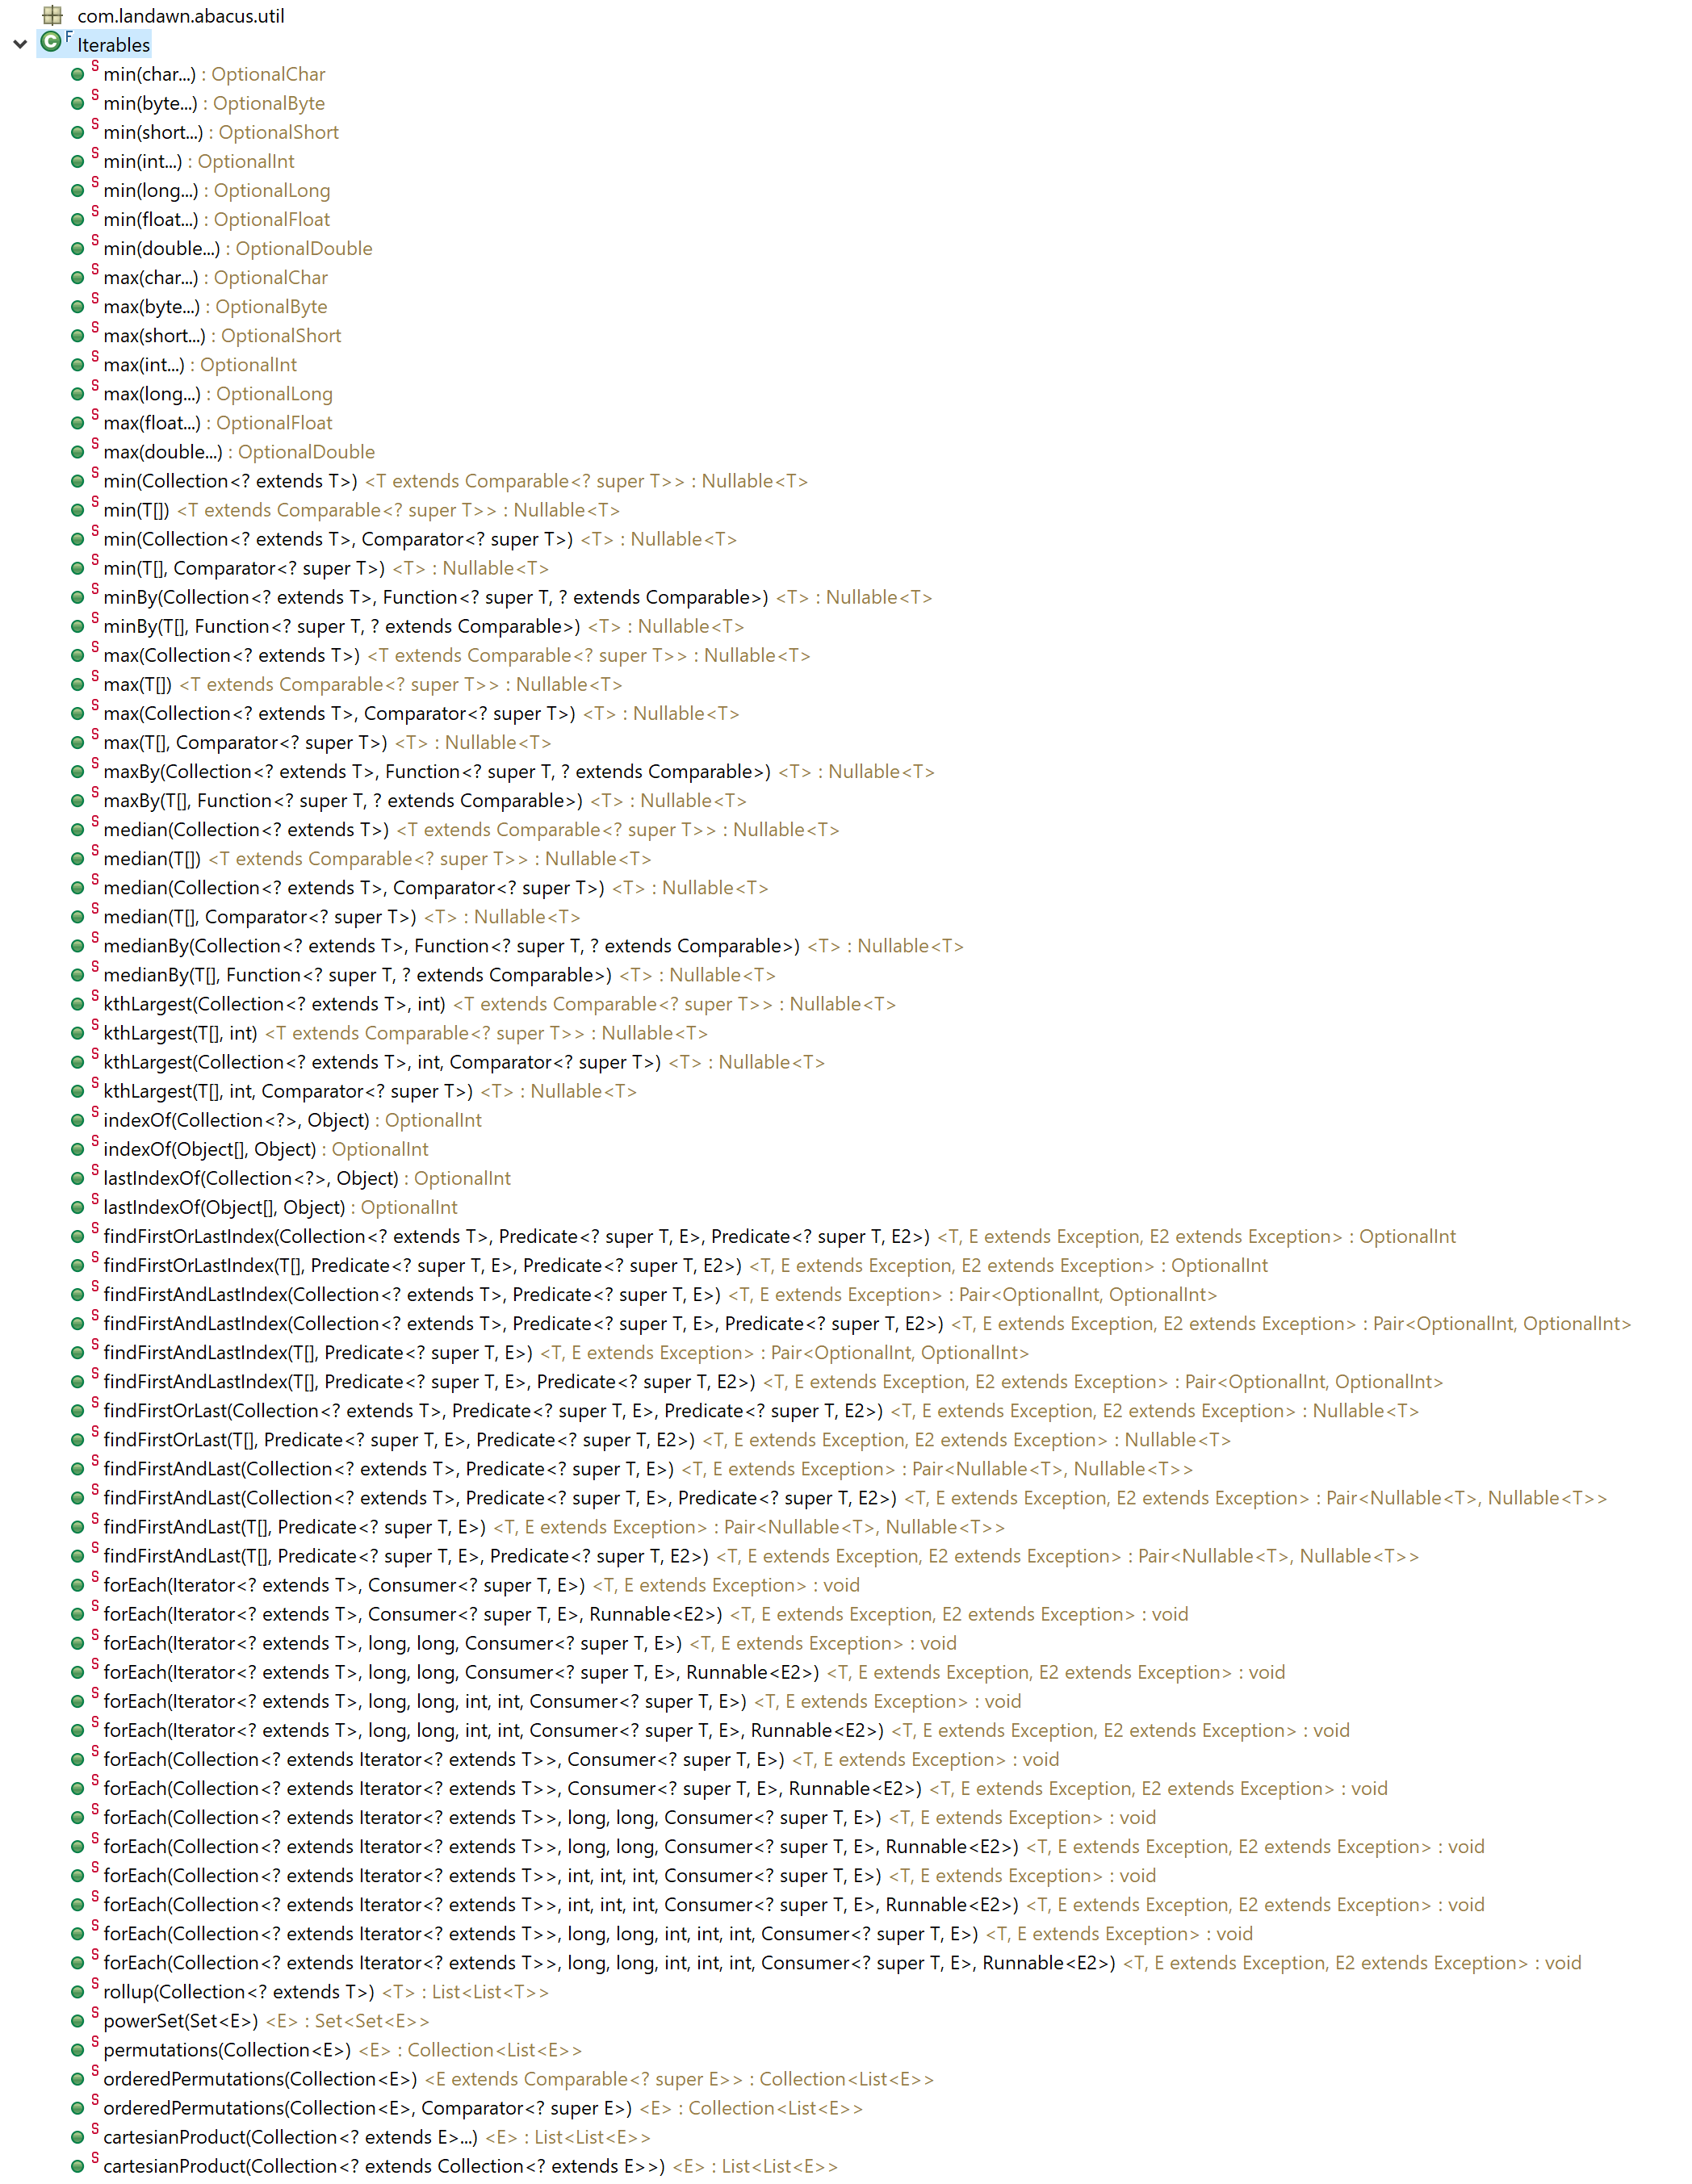 com.landawn.abacus.util
Iterables
min(char...) : OptionalChar
min(byte...) : OptionalByte
min(short...) : OptionalShort
min(int...) : OptionalInt
min(long...) : OptionalLong
min(float...) : OptionalFloat
min(double...) : OptionalDouble
max(char...) : OptionalChar
max(byte...) : OptionalByte
max(short...) : OptionalShort
max(int...) : OptionalInt
max(long...) : OptionalLong
max(float...) : OptionalFloat
max(double...) : OptionalDouble
min(Collection<? extends T>) <T extends Comparable<? super T>> : Nullable<T>
min(T[]) <T extends Comparable<? super T>> : Nullable<T>
min(Collection<? extends T>, Comparator<? super T>) <T> : Nullable<T>
min(T[], Comparator<? super T>) <T> : Nullable<T>
minBy(Collection<? extends T>, Function<? super T, ? extends Comparable>) <T> : Nullable<T>
minBy(T[], Function<? super T, ? extends Comparable>) <T> : Nullable<T>
max(Collection<? extends T>) <T extends Comparable<? super T>> : Nullable<T>
max(T[]) <T extends Comparable<? super T>> : Nullable<T>
max(Collection<? extends T>, Comparator<? super T>) <T> : Nullable<T>
max(T[], Comparator<? super T>) <T> : Nullable<T>
maxBy(Collection<? extends T>, Function<? super T, ? extends Comparable>) <T> : Nullable<T>
maxBy(T[], Function<? super T, ? extends Comparable>) <T> : Nullable<T>
median(Collection<? extends T>) <T extends Comparable<? super T>> : Nullable<T>
median(T[]) <T extends Comparable<? super T>> : Nullable<T>
median(Collection<? extends T>, Comparator<? super T>) <T> : Nullable<T>
median(T[], Comparator<? super T>) <T> : Nullable<T>
medianBy(Collection<? extends T>, Function<? super T, ? extends Comparable>) <T> : Nullable<T>
medianBy(T[], Function<? super T, ? extends Comparable>) <T> : Nullable<T>
kthLargest(Collection<? extends T>, int) <T extends Comparable<? super T>> : Nullable<T>
kthLargest(T[], int) <T extends Comparable<? super T>> : Nullable<T>
kthLargest(Collection<? extends T>, int, Comparator<? super T>) <T> : Nullable<T>
kthLargest(T[], int, Comparator<? super T>) <T> : Nullable<T>
indexOf(Collection<?>, Object) : OptionalInt
indexOf(Object[], Object) : OptionalInt
lastIndexOf(Collection<?>, Object) : OptionalInt
lastIndexOf(Object[], Object) : OptionalInt
findFirstOrLastIndex(Collection<? extends T>, Predicate<? super T, E>, Predicate<? super T, E2>) <T, E extends Exception, E2 extends Exception> : OptionalInt
findFirstOrLastIndex(T[], Predicate<? super T, E>, Predicate<? super T, E2>) <T, E extends Exception, E2 extends Exception> : OptionalInt
findFirstAndLastIndex(Collection<? extends T>, Predicate<? super T, E>) <T, E extends Exception> : Pair<OptionalInt, OptionalInt>
findFirstAndLastIndex(Collection<? extends T>, Predicate<? super T, E>, Predicate<? super T, E2>) <T, E extends Exception, E2 extends Exception> : Pair<OptionalInt, OptionalInt>
findFirstAndLastIndex(T[], Predicate<? super T, E>) <T, E extends Exception> : Pair<OptionalInt, OptionalInt>
findFirstAndLastIndex(T[], Predicate<? super T, E>, Predicate<? super T, E2>) <T, E extends Exception, E2 extends Exception> : Pair<OptionalInt, OptionalInt>
findFirstOrLast(Collection<? extends T>, Predicate<? super T, E>, Predicate<? super T, E2>) <T, E extends Exception, E2 extends Exception> : Nullable<T>
findFirstOrLast(T[], Predicate<? super T, E>, Predicate<? super T, E2>) <T, E extends Exception, E2 extends Exception> : Nullable<T>
findFirstAndLast(Collection<? extends T>, Predicate<? super T, E>) <T, E extends Exception> : Pair<Nullable<T>, Nullable<T>>
findFirstAndLast(Collection<? extends T>, Predicate<? super T, E>, Predicate<? super T, E2>) <T, E extends Exception, E2 extends Exception> : Pair<Nullable<T>, Nullable<T>>
findFirstAndLast(T[], Predicate<? super T, E>) <T, E extends Exception> : Pair<Nullable<T>, Nullable<T>>
findFirstAndLast(T[], Predicate<? super T, E>, Predicate<? super T, E2>) <T, E extends Exception, E2 extends Exception> : Pair<Nullable<T>, Nullable<T>>
forEach(Iterator<? extends T>, Consumer<? super T, E>) <T, E extends Exception> : void
forEach(Iterator<? extends T>, Consumer<? super T, E>, Runnable<E2>) <T, E extends Exception, E2 extends Exception> : void
forEach(Iterator<? extends T>, long, long, Consumer<? super T, E>) <T, E extends Exception> : void
forEach(Iterator<? extends T>, long, long, Consumer<? super T, E>, Runnable<E2>) <T, E extends Exception, E2 extends Exception> : void
forEach(Iterator<? extends T>, long, long, int, int, Consumer<? super T, E>) <T, E extends Exception> : void
forEach(Iterator<? extends T>, long, long, int, int, Consumer<? super T, E>, Runnable<E2>) <T, E extends Exception, E2 extends Exception> : void
forEach(Collection<? extends Iterator<? extends T>>, Consumer<? super T, E>) <T, E extends Exception> : void
forEach(Collection<? extends Iterator<? extends T>>, Consumer<? super T, E>, Runnable<E2>) <T, E extends Exception, E2 extends Exception> : void
forEach(Collection<? extends Iterator<? extends T>>, long, long, Consumer<? super T, E>) <T, E extends Exception> : void
forEach(Collection<? extends Iterator<? extends T>>, long, long, Consumer<? super T, E>, Runnable<E2>) <T, E extends Exception, E2 extends Exception> : void
forEach(Collection<? extends Iterator<? extends T>>, int, int, int, Consumer<? super T, E>) <T, E extends Exception> : void
forEach(Collection<? extends Iterator<? extends T>>, int, int, int, Consumer<? super T, E>, Runnable<E2>) <T, E extends Exception, E2 extends Exception> : void
forEach(Collection<? extends Iterator<? extends T>>, long, long, int, int, int, Consumer<? super T, E>) <T, E extends Exception> : void
forEach(Collection<? extends Iterator<? extends T>>, long, long, int, int, int, Consumer<? super T, E>, Runnable<E2>) <T, E extends Exception, E2 extends Exception> : void
rollup(Collection<? extends T>) <T> : List<List<T>>
powerSet(Set<E>) <E> : Set<Set<E>>
permutations(Collection<E>) <E> : Collection<List<E>>
orderedPermutations(Collection<E>) <E extends Comparable<? super E>> : Collection<List<E>>
orderedPermutations(Collection<E>, Comparator<? super E>) <E> : Collection<List<E>>
cartesianProduct(Collection<? extends E>...) <E> : List<List<E>>
cartesianProduct(Collection<? extends Collection<? extends E>>) <E> : List<List<E>>